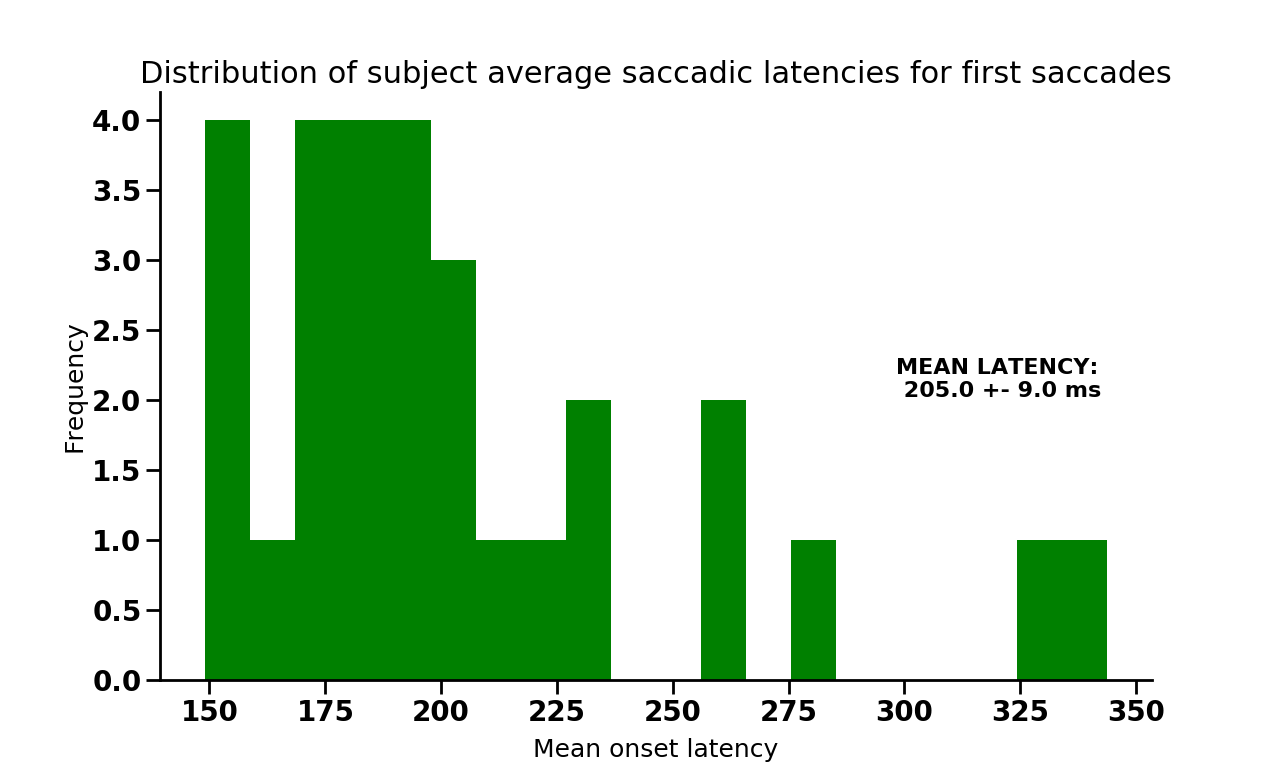 Distribution of subject average saccadic latencies for first saccades
4.0
3.5
3.0
2.5
2.0
1.5
1.0
0.5
0.0
Frequency
MEAN LATENCY:
205.0 +- 9.0 ms
150 175 200 225 250 275 300 325 350
Mean onset latency